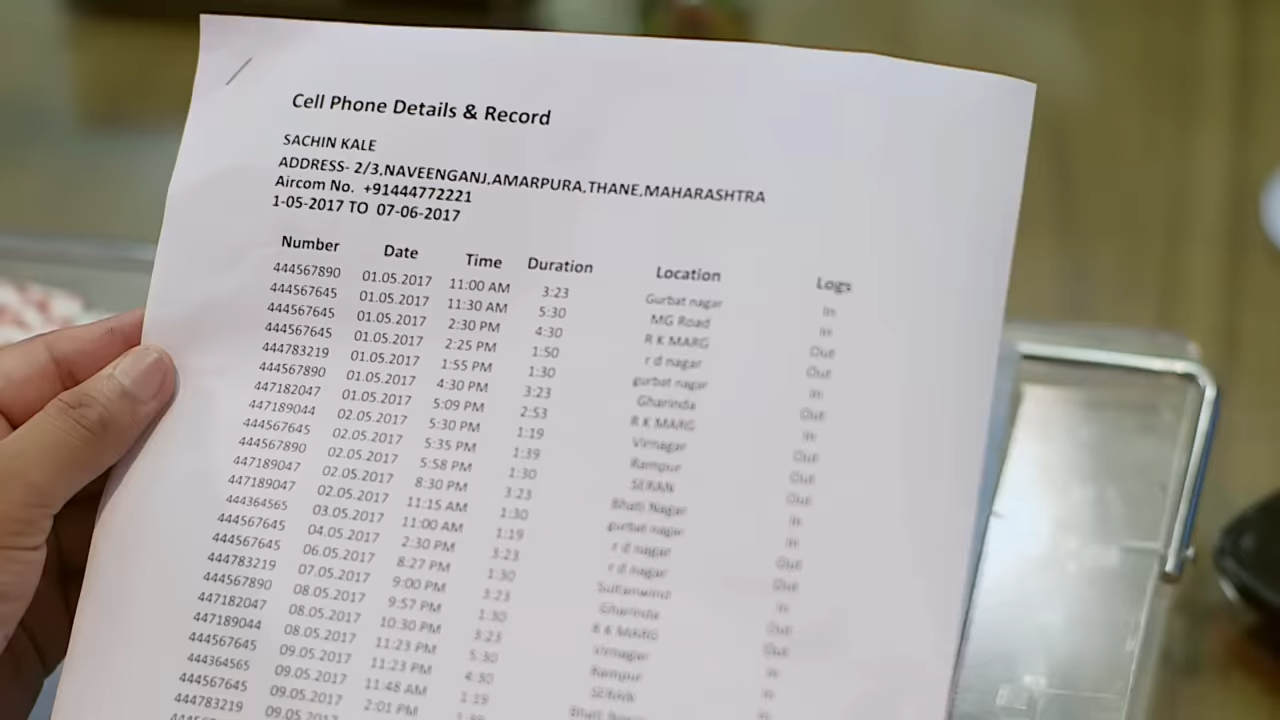 Cell Phone Details & Record
SACHIN KALE
ADDRESS- 2/3,NAVEENGANJ,AMARPURA,THANE,MAHARASHTRA
Aircom No. +91444772221
1-05-2017 TO 07-06-2017
Number Date Time Duration Location Logs
444567890 01.05.2017 11:00 AM 3:23 Gurbat nagar In
444567645 01.05.2017 11:30 AM 5:30 MG Road In
444567645 01.05.2017 2:30 PM 4:30 R K MARG Out
444567645 01.05.2017 2:25 PM 1:50 r d nagar Out
444783219 01.05.2017 1:55 PM 1:30 gurbat nagar In
444567890 01.05.2017 4:30 PM 3:23 Gharinda Out
447182047 01.05.2017 5:09 PM 2:53 R K MARG In
447189044 02.05.2017 5:30 PM 1:19 Virnagar Out
444567645 02.05.2017 5:35 PM 1:39 Rampur Out
444567890 02.05.2017 5:58 PM 1:30 SERAN Out
447189047 02.05.2017 8:30 PM 3:23 Bhati Nagar In
447189047 02.05.2017 11:15 AM 1:30 gurbat nagar In
444364565 03.05.2017 11:00 AM 1:19 r d nagar Out
444567645 04.05.2017 2:30 PM 3:23 r d nagar Out
444567645 06.05.2017 8:27 PM 1:30 Sultanwind In
444783219 07.05.2017 9:00 PM 3:23 Gharinda Out
444567890 08.05.2017 9:57 PM 1:30 R K MARG Out
447182047 08.05.2017 10:30 PM 3:23 Virnagar In
447189044 08.05.2017 11:23 PM 5:30 Rampur
444567645 09.05.2017 11:23 PM 4:30 SERAN
444364565 09.05.2017 11:48 AM 1:19
444567645 09.05.2017 2:01 PM
444783219 09.05.2017